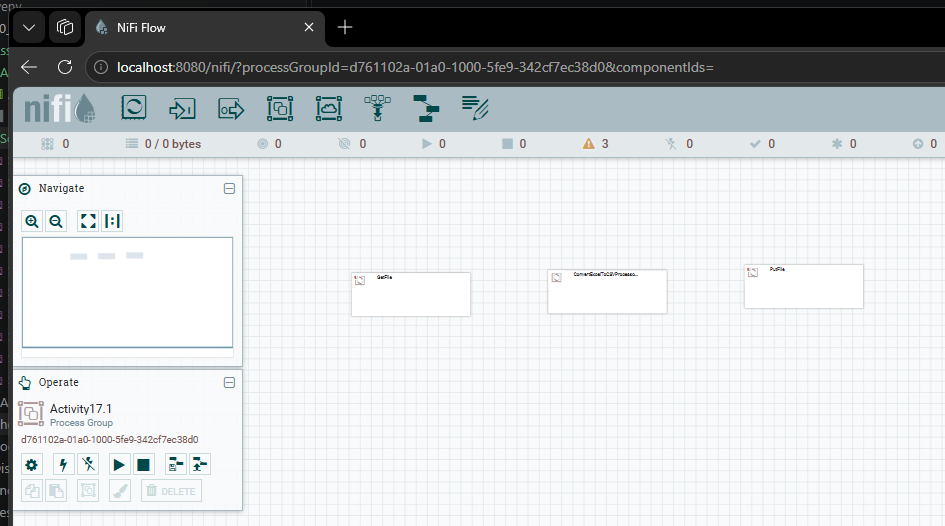 NiFi Flow
localhost:8080/nifi/?processGroupId=d761102a-01a0-1000-5fe9-342cf7ec38d0&componentIds=
nifi
0
0 / 0 bytes
0
0
0
0
3
0
0
0
0
Navigate
GetFile
ConvertExcelToCSVProcesso...
PutFile
Operate
Activity17.1
Process Group
d761102a-01a0-1000-5fe9-342cf7ec38d0
DELETE